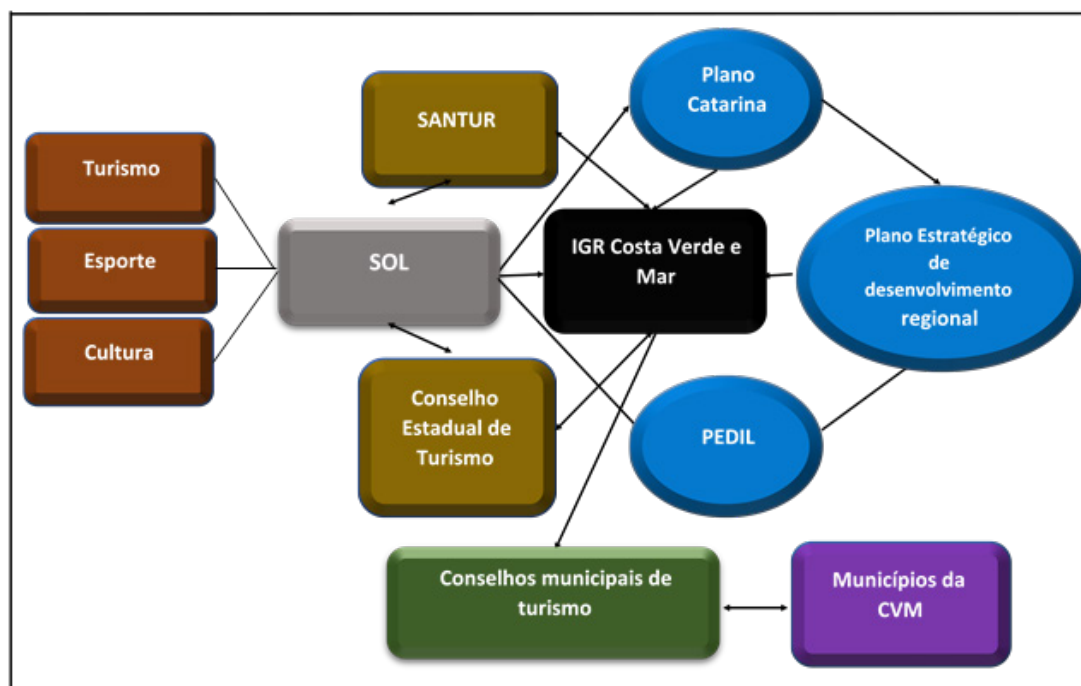 Turismo
Esporte
Cultura
SOL
SANTUR
Conselho
Estadual de
Turismo
IGR Costa Verde e
Mar
Plano
Catarina
Plano Estratégico
de
desenvolvimento
regional
PEDIL
Conselhos municipais de
turismo
Municípios da
CVM